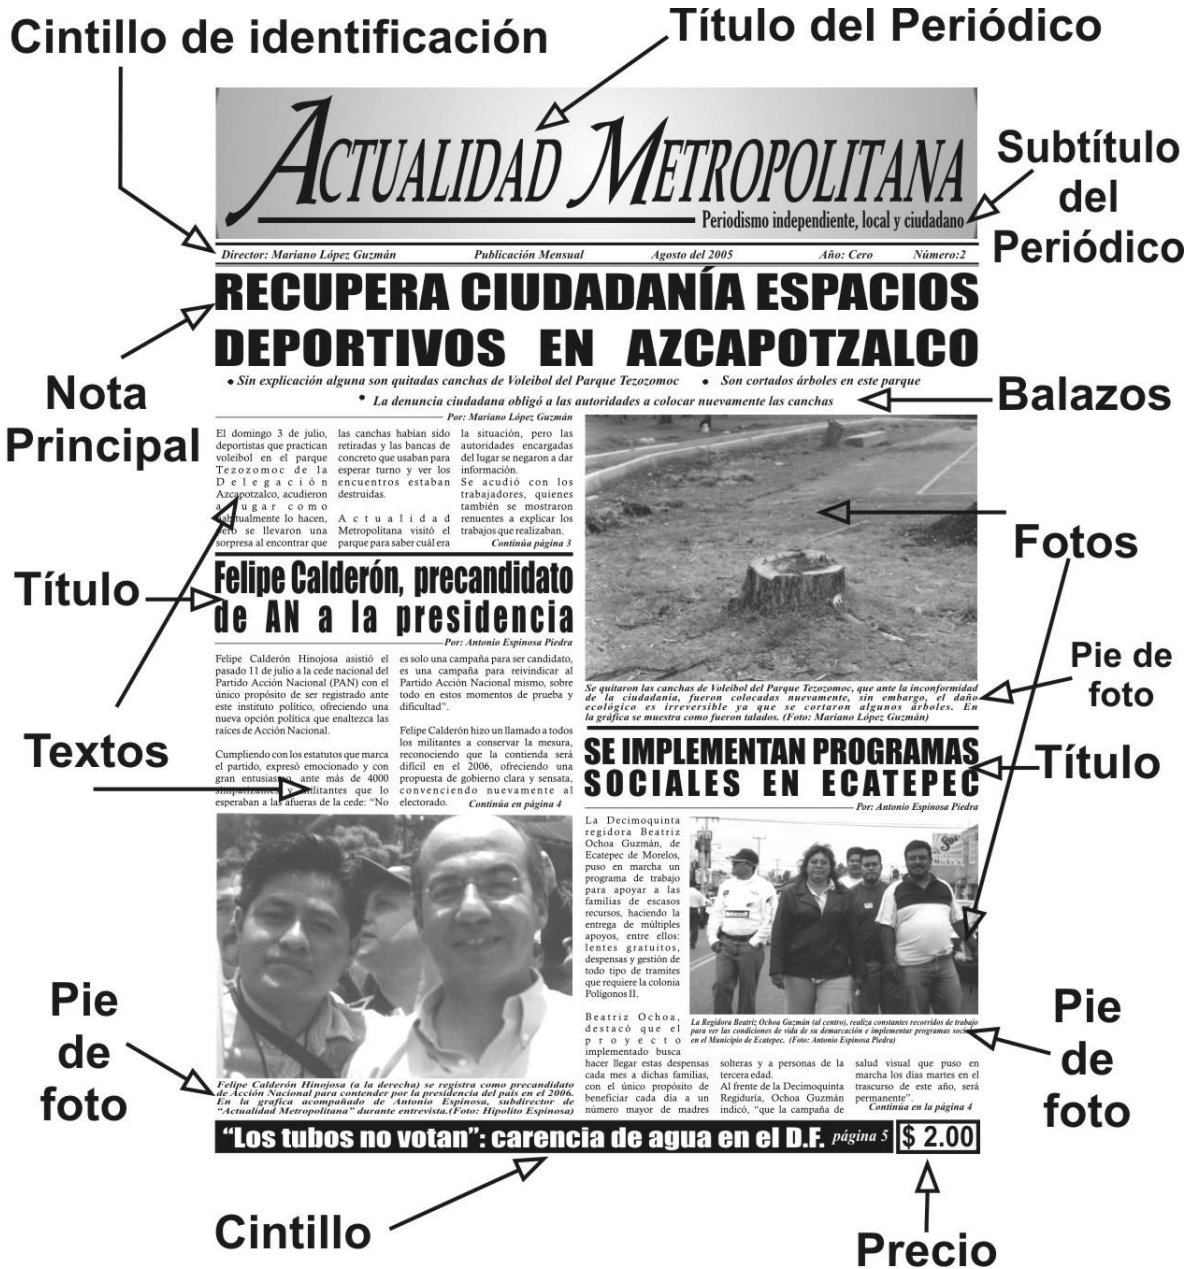 Cintillo de identificación
Título del Periódico
ACTUALIDAD METROPOLITANA
Periodismo independiente, local y ciudadano
Subtítulo
del
Periódico
Director: Mariano López Guzmán Publicación Mensual Agosto del 2005 Año: Cero Número:2
RECUPERA CIUDADANÍA ESPACIOS
DEPORTIVOS EN AZCAPOTZALCO
Nota
Principal
• Sin explicación alguna son quitadas canchas de Voleibol del Parque Tezozomoc • Son cortados árboles en este parque
• La denuncia ciudadana obligó a las autoridades a colocar nuevamente las canchas
Balazos
Por: Mariano López Guzmán
El domingo 3 de julio,
deportistas que practican
voleibol en el parque
Tezozomoc de la
Delegación
Azcapotzalco, acudieron
a lugar como
habitualmente lo hacen,
pero se llevaron una
sorpresa al encontrar que
las canchas habían sido
retiradas y las bancas de
concreto que usaban para
esperar turno y ver los
encuentros estaban
destruidas.
Actualidad
Metropolitana visitó el
parque para saber cuál era
la situación, pero las
autoridades encargadas
del lugar se negaron a dar
información.
Se acudió con los
trabajadores, quienes
también se mostraron
renuentes a explicar los
trabajos que realizaban.
Continúa página 3
Fotos
Título
Felipe Calderón, precandidato
de AN a la presidencia
Por: Antonio Espinosa Piedra
Felipe Calderón Hinojosa asistió el
pasado 11 de julio a la cede nacional del
Partido Acción Nacional (PAN) con el
único propósito de ser registrado ante
este instituto político, ofreciendo una
nueva opción política que enaltezca las
raíces de Acción Nacional.
Cumpliendo con los estatutos que marca
el partido, expresó emocionado y con
gran entusiasmo, ante más de 4000
simpatizantes y militantes que lo
esperaban a las afueras de la cede: “No
es solo una campaña para ser candidato,
es una campaña para reivindicar al
Partido Acción Nacional mismo, sobre
todo en estos momentos de prueba y
dificultad”.
Felipe Calderón hizo un llamado a todos
los militantes a conservar la mesura,
reconociendo que la contienda será
difícil en el 2006, ofreciendo una
propuesta de gobierno clara y sensata,
convenciendo nuevamente al
electorado. Continúa en página 4
Textos
Se quitaron las canchas de Voleibol del Parque Tezozomoc, que ante la inconformidad
de la ciudadanía, fueron colocadas nuevamente, sin embargo, el daño
ecológico es irreversible ya que se cortaron algunos árboles. En
la gráfica se muestra como fueron talados. (Foto: Mariano López Guzmán)
Pie de
foto
SE IMPLEMENTAN PROGRAMAS
SOCIALES EN ECATEPEC
Título
Por: Antonio Espinosa Piedra
La Decimoquinta
regidora Beatriz
Ochoa Guzmán, de
Ecatepec de Morelos,
puso en marcha un
programa de trabajo
para apoyar a las
familias de escasos
recursos, haciendo la
entrega de múltiples
apoyos, entre ellos:
lentes gratuitos,
despensas y gestión de
todo tipo de tramites
que requiere la colonia
Polígonos II.
Beatriz Ochoa,
destacó que el
proyecto
implementado busca
hacer llegar estas despensas
cada mes a dichas familias,
con el único propósito de
beneficiar cada día a un
número mayor de madres
solteras y a personas de la
tercera edad.
Al frente de la Decimoquinta
Regiduría, Ochoa Guzmán
indicó, “que la campaña de
salud visual que puso en
marcha los días martes en el
trascurso de este año, será
permanente”.
Continúa en la página 4
La Regidora Beatriz Ochoa Guzmán (al centro), realiza constantes recorridos de trabajo
para ver las condiciones de vida de su demarcación e implementar programas sociales
en el Municipio de Ecatepec. (Foto: Antonio Espinosa Piedra)
Pie
de
foto
Pie
de
foto
Felipe Calderón Hinojosa (a la derecha) se registra como precandidato
de Acción Nacional para contender por la presidencia del país en el 2006.
En la grafica acompañado de Antonio Espinosa, subdirector de
“Actualidad Metropolitana” durante entrevista.(Foto: Hipolito Espinosa)
“Los tubos no votan”: carencia de agua en el D.F. página 5
$ 2.00
Cintillo
Precio